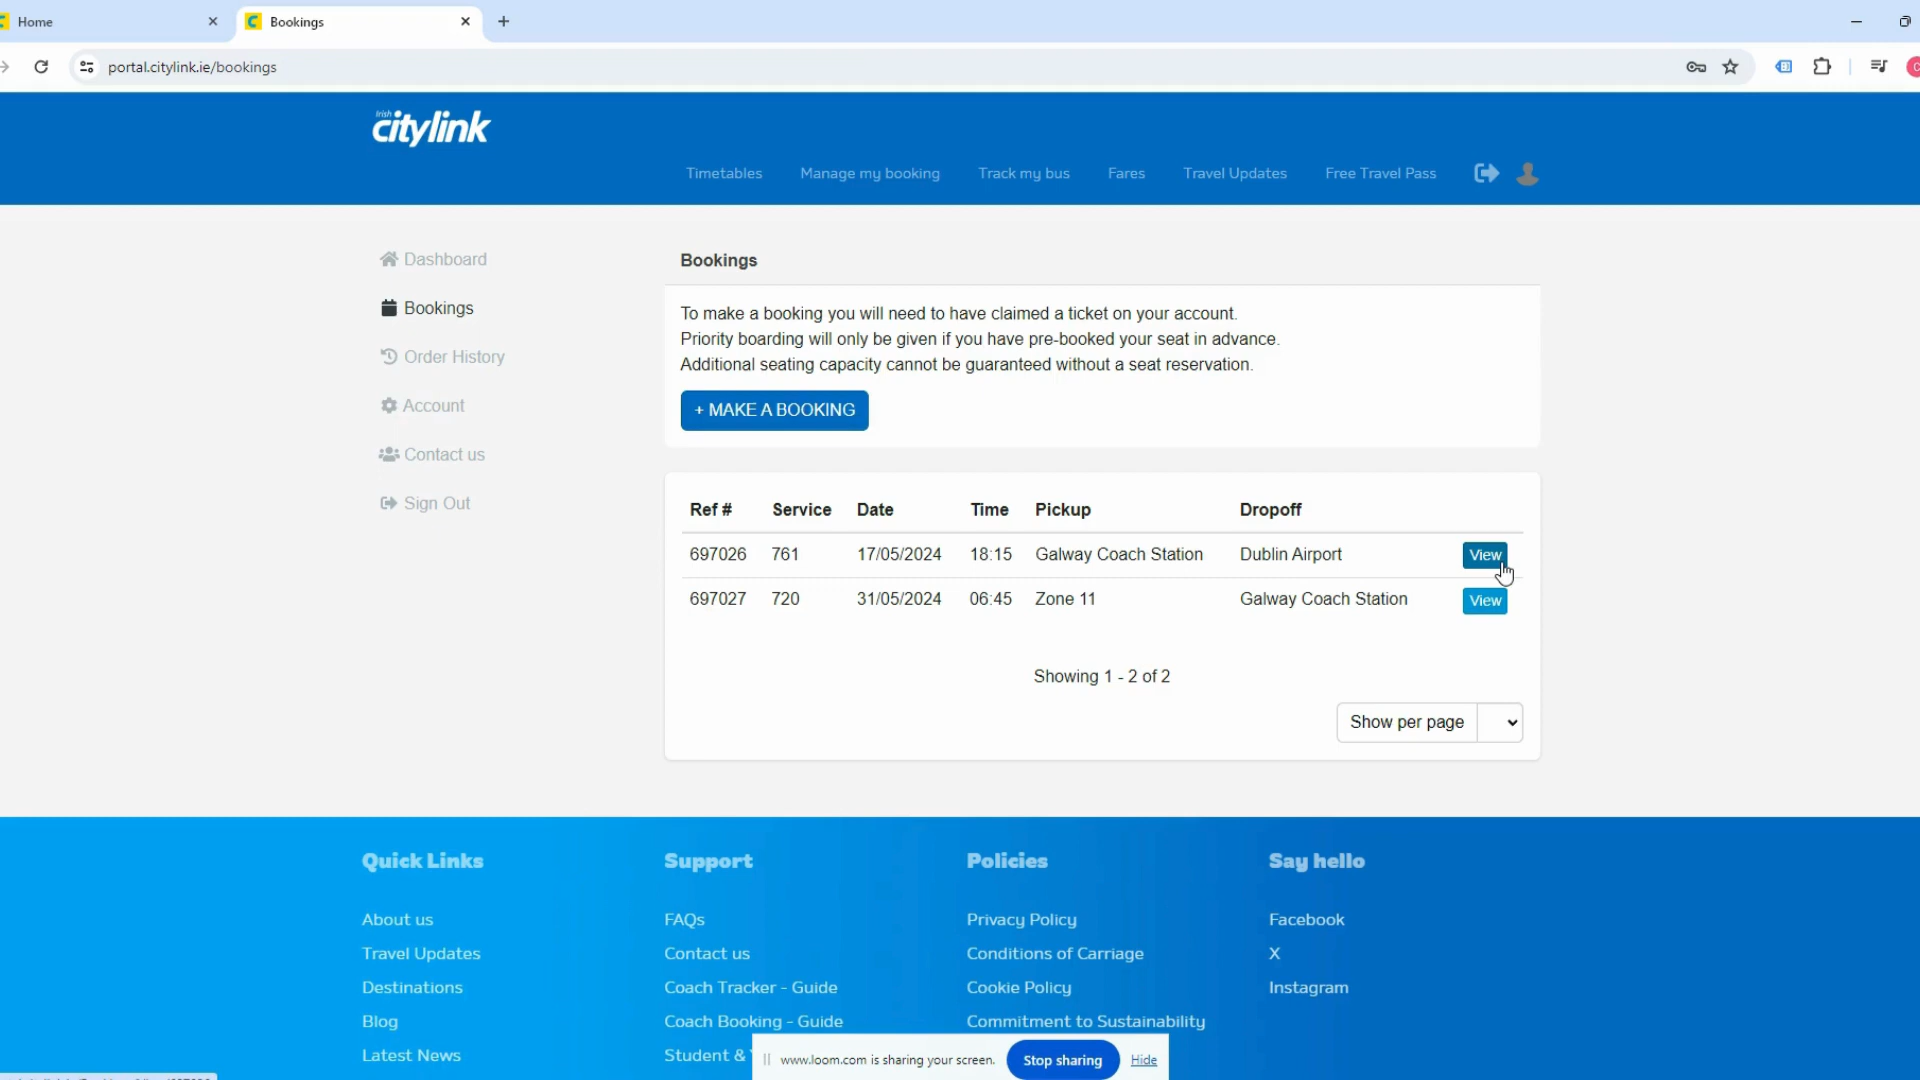 Home
Bookings
portal.citylink.ie/bookings
Irish
citylink
Timetables
Manage my booking
Track my bus
Fares
Travel Updates
Free Travel Pass
Dashboard
Bookings
Order History
Account
Contact us
Sign Out
Bookings
To make a booking you will need to have claimed a ticket on your account.
Priority boarding will only be given if you have pre-booked your seat in advance.
Additional seating capacity cannot be guaranteed without a seat reservation.
+ MAKE A BOOKING
Ref # Service Date Time Pickup Dropoff
697026 761 17/05/2024 18:15 Galway Coach Station Dublin Airport View
697027 720 31/05/2024 06:45 Zone 11 Galway Coach Station View
Showing 1 - 2 of 2
Show per page
Quick Links
About us
Travel Updates
Destinations
Blog
Latest News
Support
FAQs
Contact us
Coach Tracker - Guide
Coach Booking - Guide
Student &
Policies
Privacy Policy
Conditions of Carriage
Cookie Policy
Commitment to Sustainability
Say hello
Facebook
X
Instagram
www.loom.com is sharing your screen.
Stop sharing
Hide